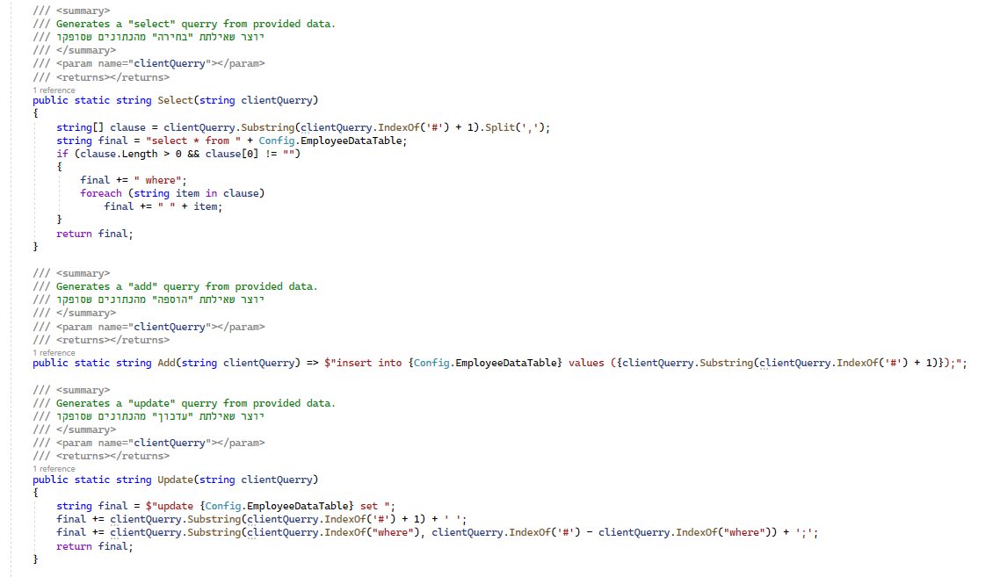 /// <summary>
/// Generates a "select" querry from provided data.
/// יוצר שאילתת "בחירה" מהנתונים שסופקו
/// </summary>
/// <param name="clientQuerry"></param>
/// <returns></returns>
1 reference
public static string Select(string clientQuerry)
{
string[] clause = clientQuerry.Substring(clientQuerry.IndexOf('#') + 1).Split(',');
string final = "select * from " + Config.EmployeeDataTable;
if (clause.Length > 0 && clause[0] != "")
{
final += " where";
foreach (string item in clause)
final += " " + item;
}
return final;
}
/// <summary>
/// Generates a "add" querry from provided data.
/// יוצר שאילתת "הוספה" מהנתונים שסופקו
/// </summary>
/// <param name="clientQuerry"></param>
/// <returns></returns>
1 reference
public static string Add(string clientQuerry) => $"insert into {Config.EmployeeDataTable} values ({clientQuerry.Substring(clientQuerry.IndexOf('#') + 1)});";
/// <summary>
/// Generates a "update" querry from provided data.
/// יוצר שאילתת "עדכון" מהנתונים שסופקו
/// </summary>
/// <param name="clientQuerry"></param>
/// <returns></returns>
1 reference
public static string Update(string clientQuerry)
{
string final = $"update {Config.EmployeeDataTable} set ";
final += clientQuerry.Substring(clientQuerry.IndexOf('#') + 1) + ' ';
final += clientQuerry.Substring(clientQuerry.IndexOf("where"), clientQuerry.IndexOf('#') - clientQuerry.IndexOf("where")) + ';';
return final;
}